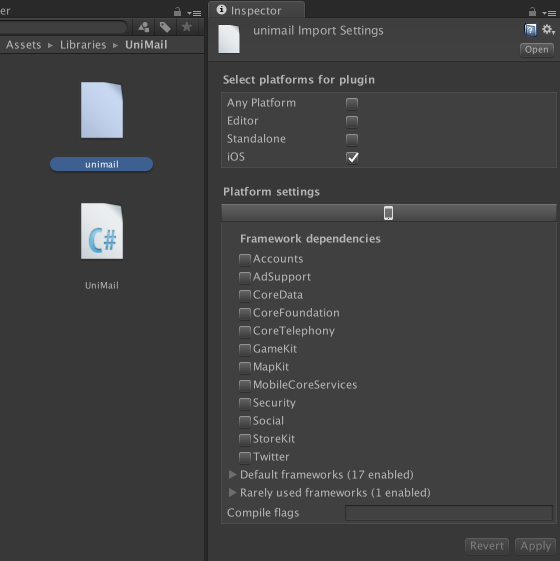 er
Assets ▸ Libraries ▸ UniMail
unimail
C#
UniMail
Inspector
unimail Import Settings
Open
Select platforms for plugin
Any Platform
Editor
Standalone
iOS
Platform settings
Framework dependencies
Accounts
AdSupport
CoreData
CoreFoundation
CoreTelephony
GameKit
MapKit
MobileCoreServices
Security
Social
StoreKit
Twitter
Default frameworks (17 enabled)
Rarely used frameworks (1 enabled)
Compile flags
Revert Apply